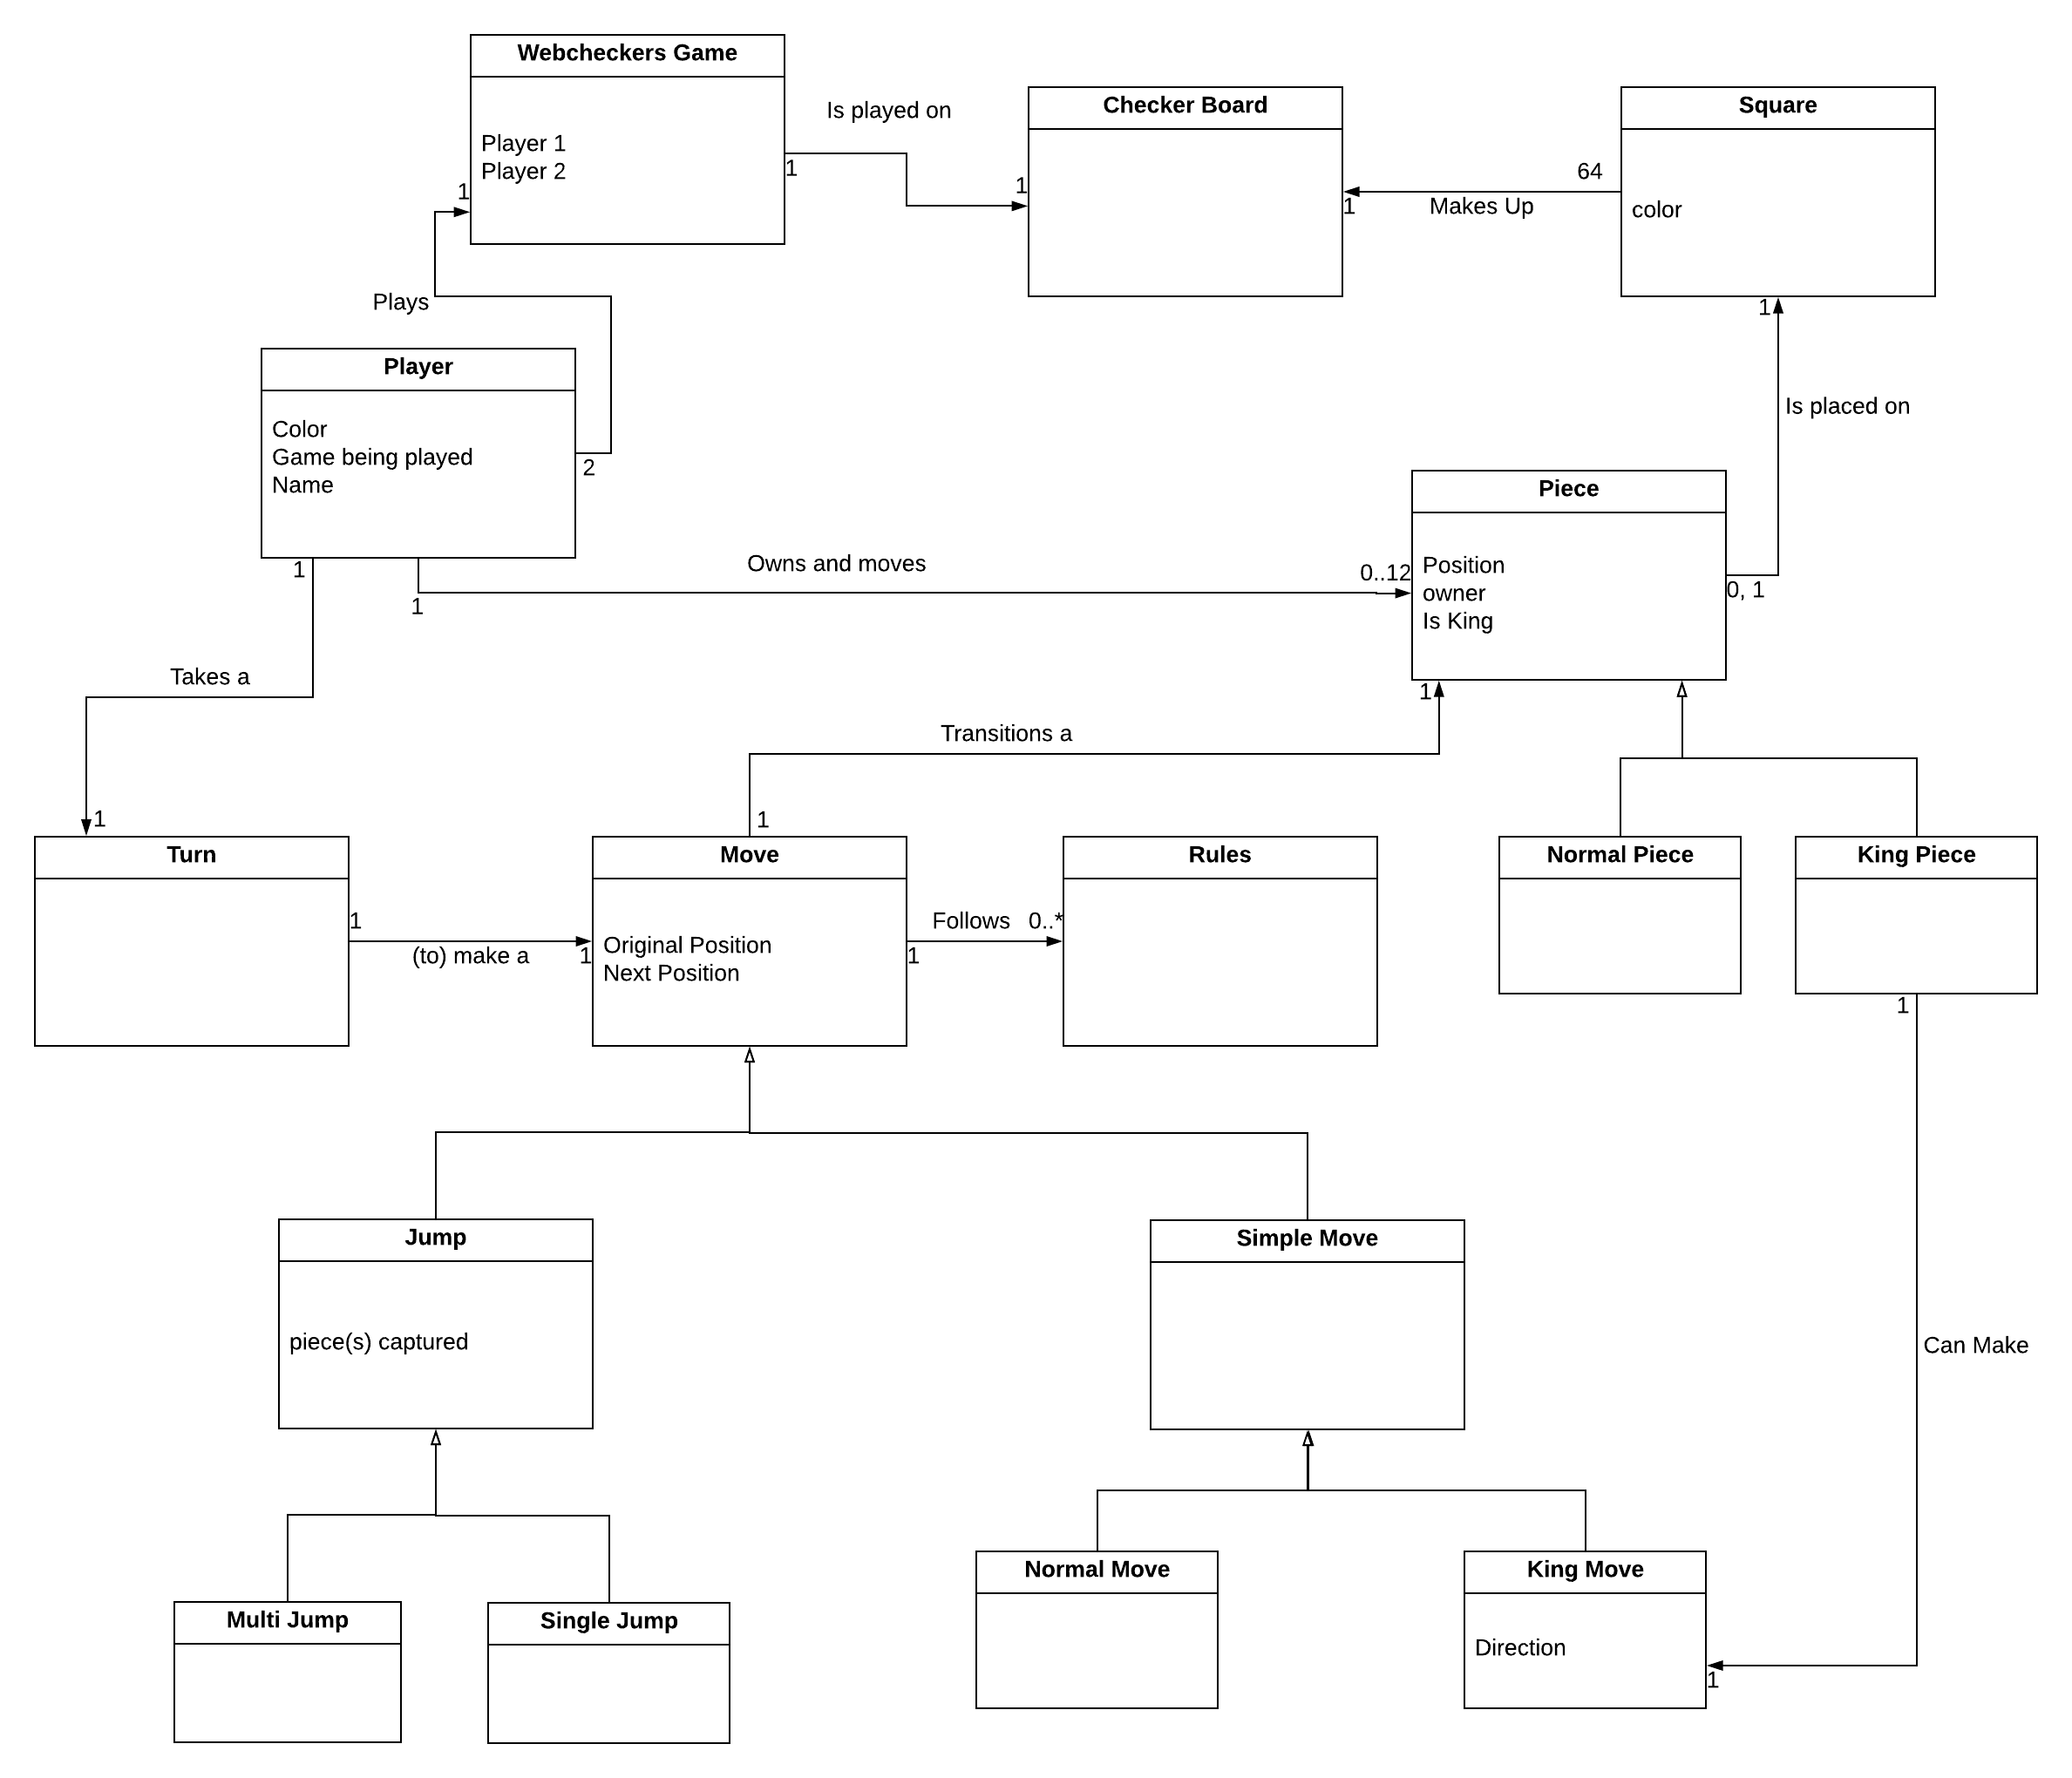 Webcheckers Game
Player 1
Player 2
1
1
Is played on
1
Checker Board
64
1
Makes Up
Square
color
1
Plays
Player
Color
Game being played
Name
2
Is placed on
Piece
Position
owner
Is King
0, 1
Owns and moves
0..12
1
1
Takes a
1
Transitions a
1
1
Turn
1
(to) make a
1
Move
Original Position
Next Position
Follows
0..*
1
Rules
Normal Piece
King Piece
1
Can Make
Jump
piece(s) captured
Simple Move
Multi Jump
Single Jump
Normal Move
King Move
Direction
1